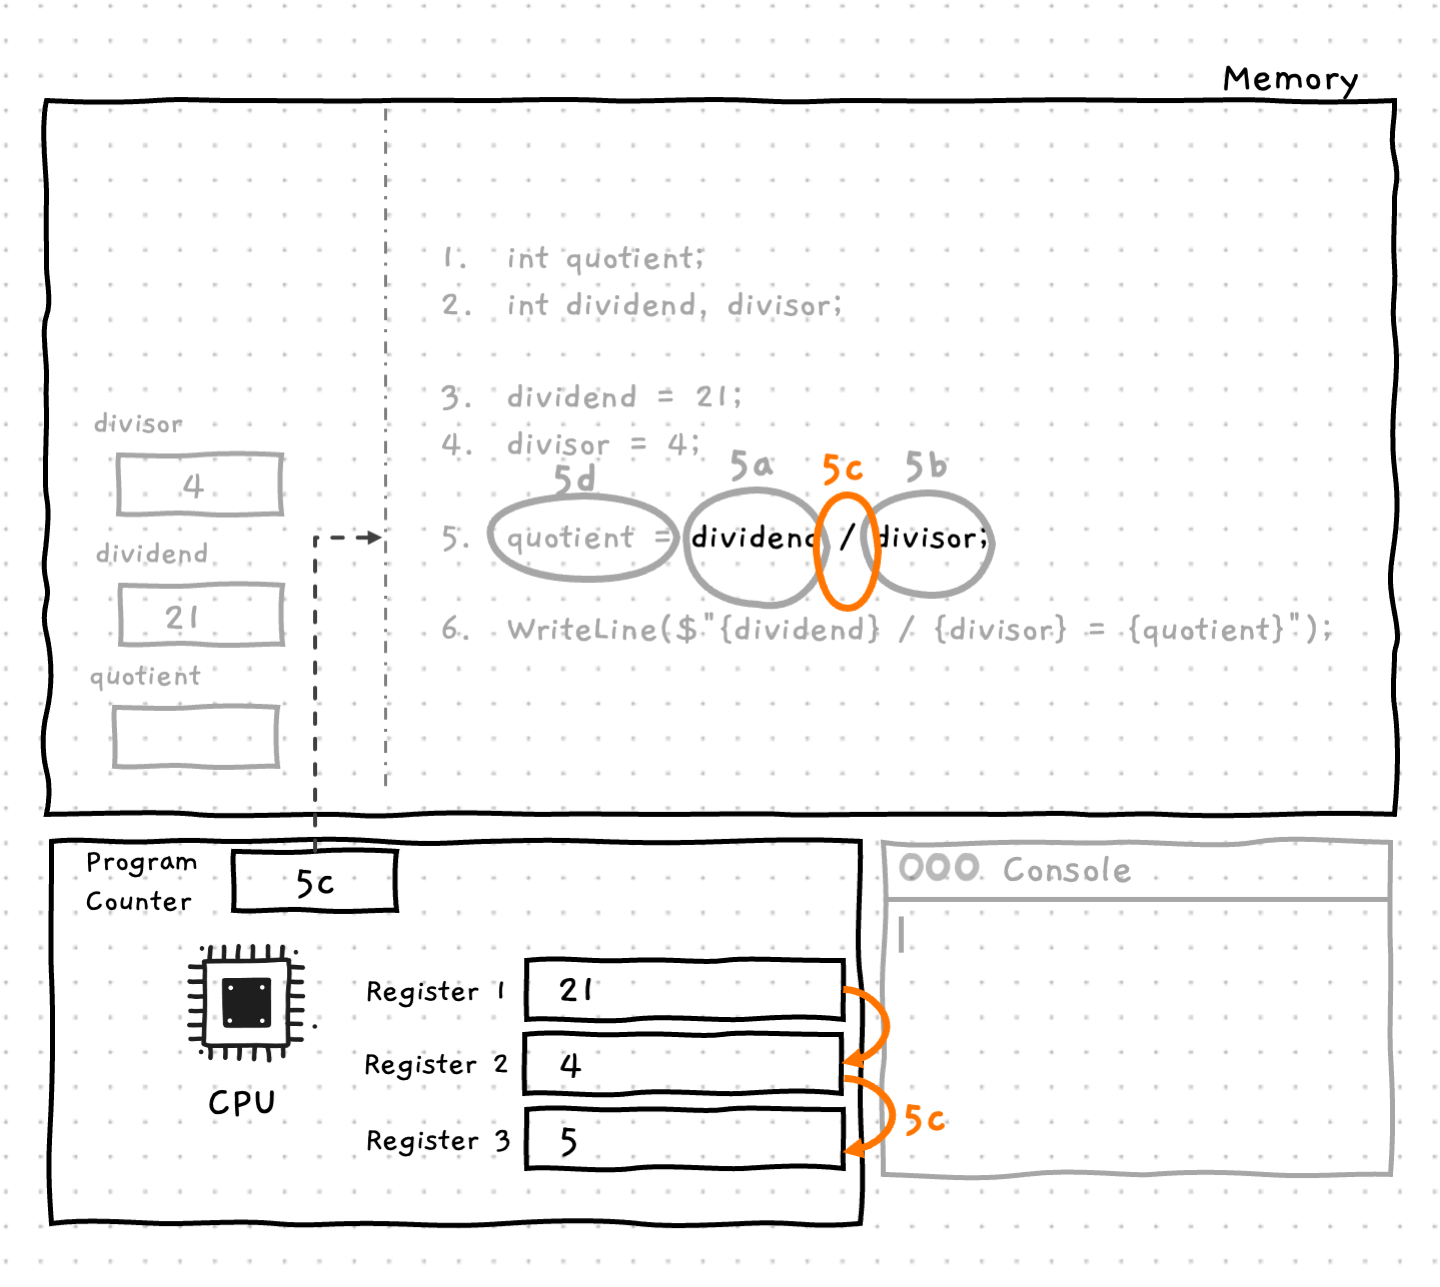 Memory
1. int quotient;
2. int dividend, divisor;
3. dividend = 21;
4. divisor = 4;
5d 5a 5c 5b
5. quotient = dividend / divisor;
6. WriteLine($"{dividend} / {divisor} = {quotient}");
divisor
4
dividend
21
quotient
Program
Counter
5c
CPU
Register 1 21
Register 2 4
Register 3 5
5c
Console